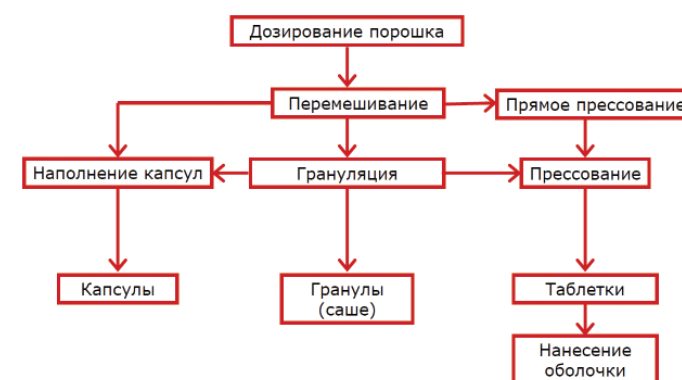 Дозирование порошка
Перемешивание
Прямое прессование
Наполнение капсул
Грануляция
Прессование
Капсулы
Гранулы
(саше)
Таблетки
Нанесение
оболочки